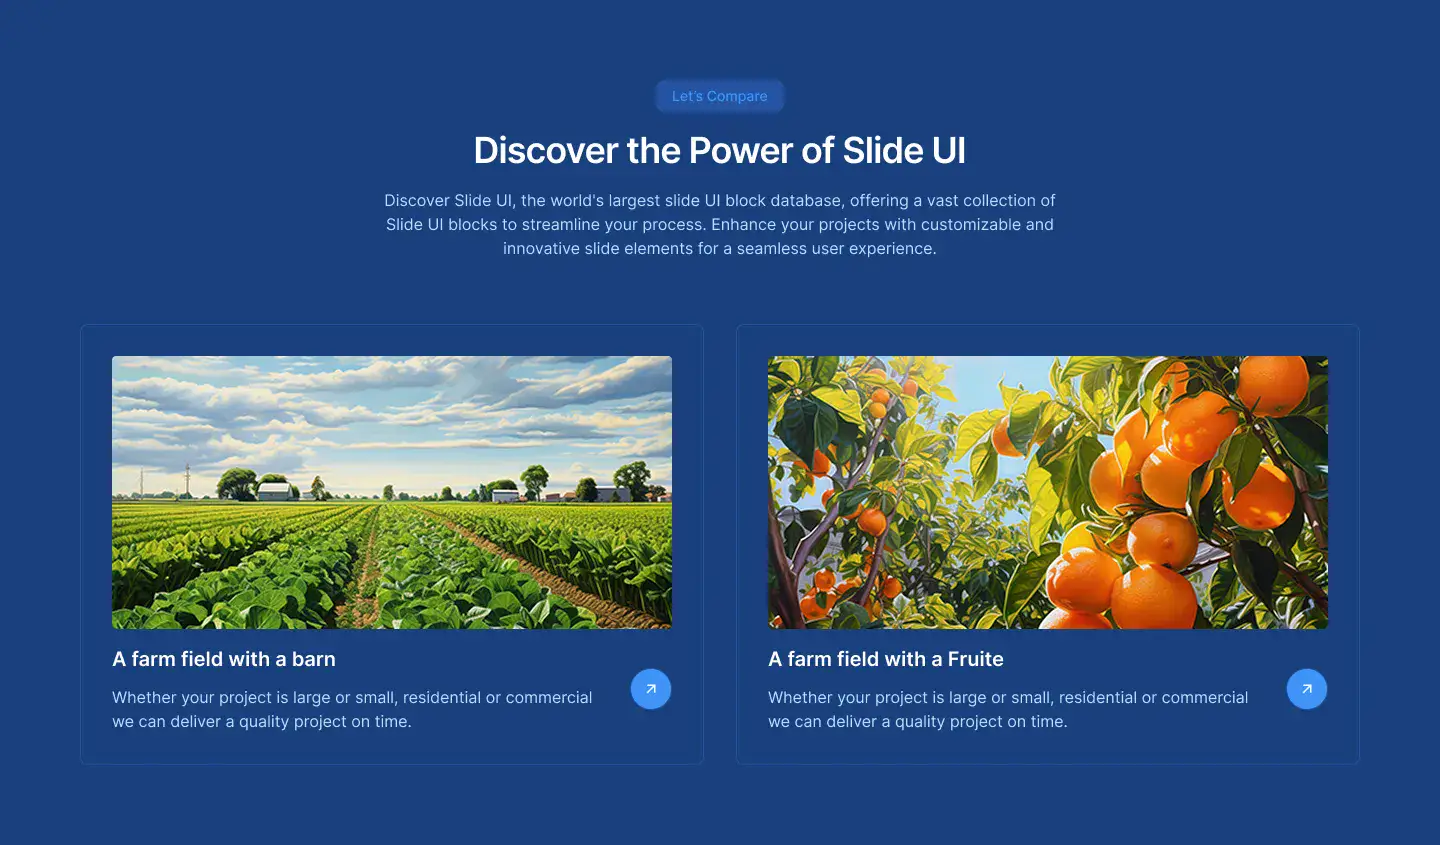 Let's Compare
Discover the Power of Slide UI
Discover Slide UI, the world's largest slide UI block database, offering a vast collection of
Slide UI blocks to streamline your process. Enhance your projects with customizable and
innovative slide elements for a seamless user experience.
A farm field with a barn
Whether your project is large or small, residential or commercial
we can deliver a quality project on time.
A farm field with a Fruite
Whether your project is large or small, residential or commercial
we can deliver a quality project on time.